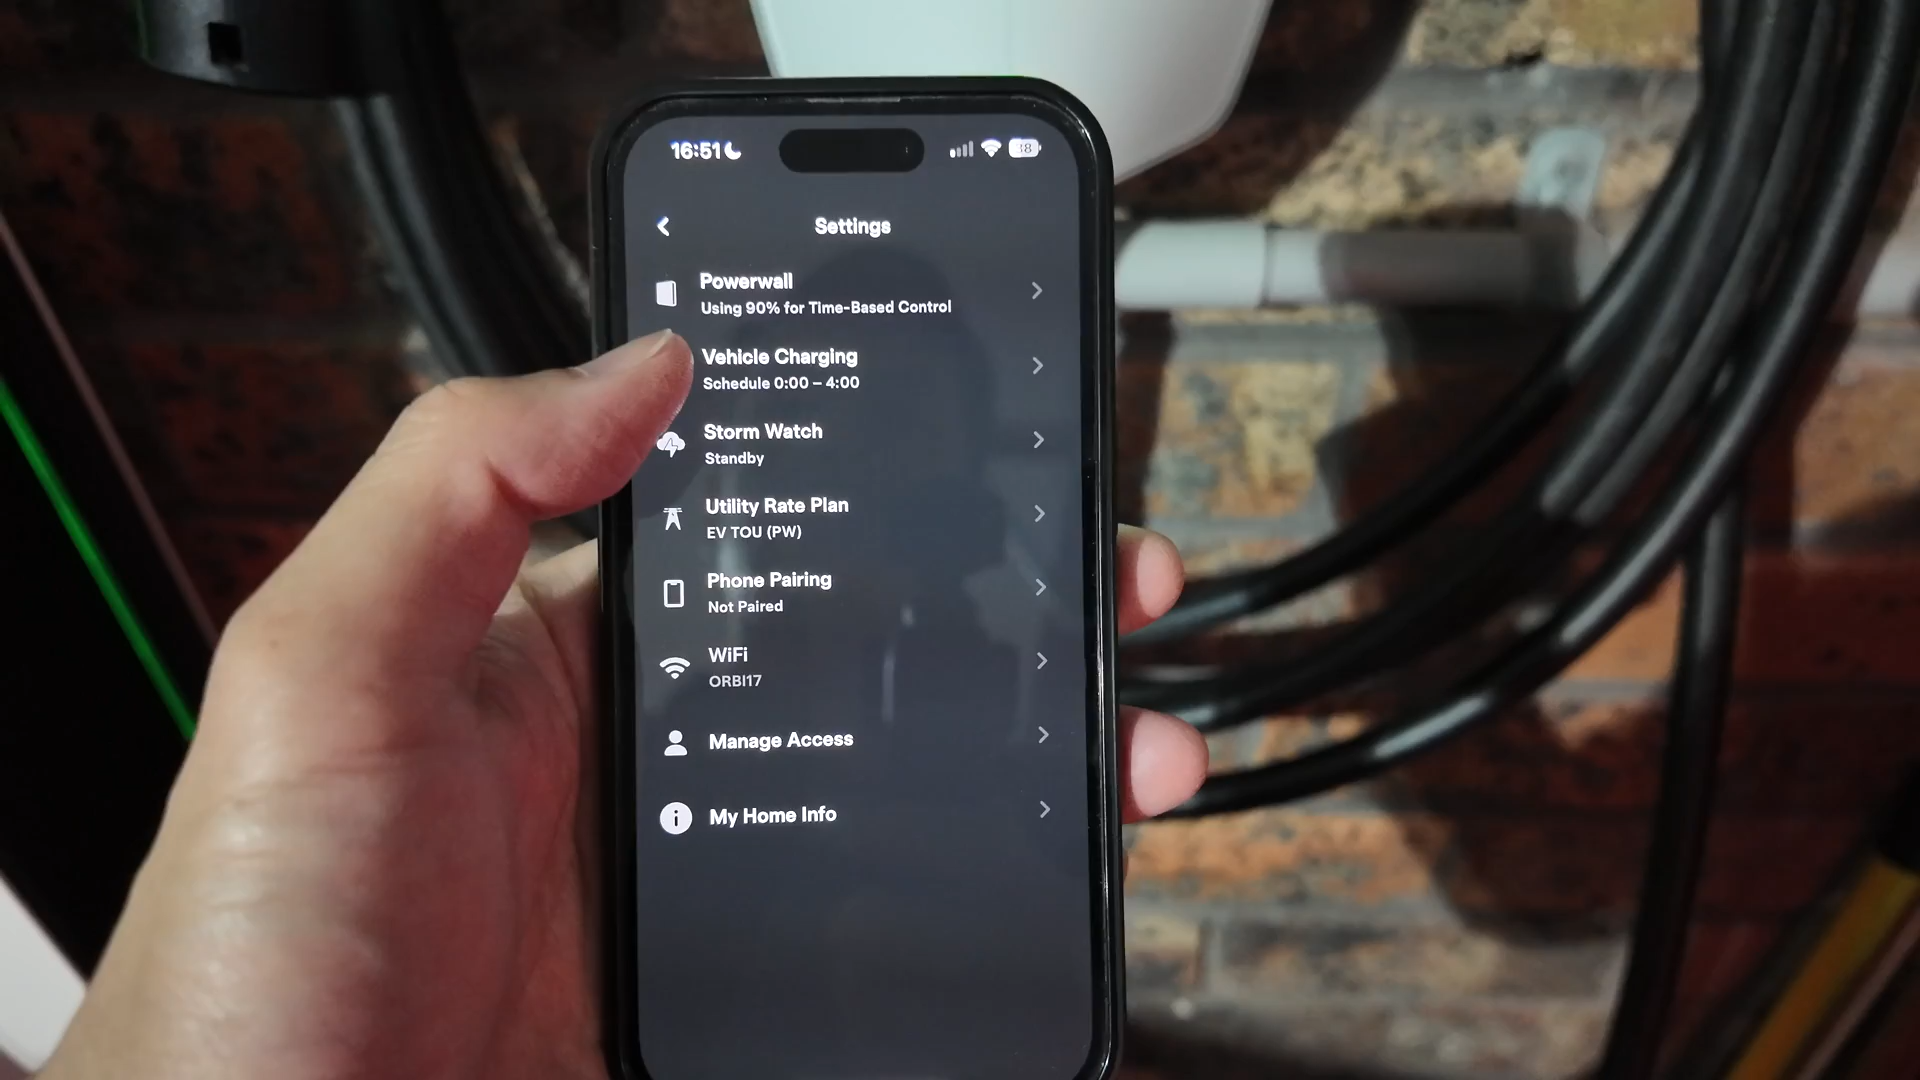 16:51
38
Settings
Powerwall
Using 90% for Time-Based Control
Vehicle Charging
Schedule 0:00 – 4:00
Storm Watch
Standby
Utility Rate Plan
EV TOU (PW)
Phone Pairing
Not Paired
WiFi
ORBI17
Manage Access
My Home Info